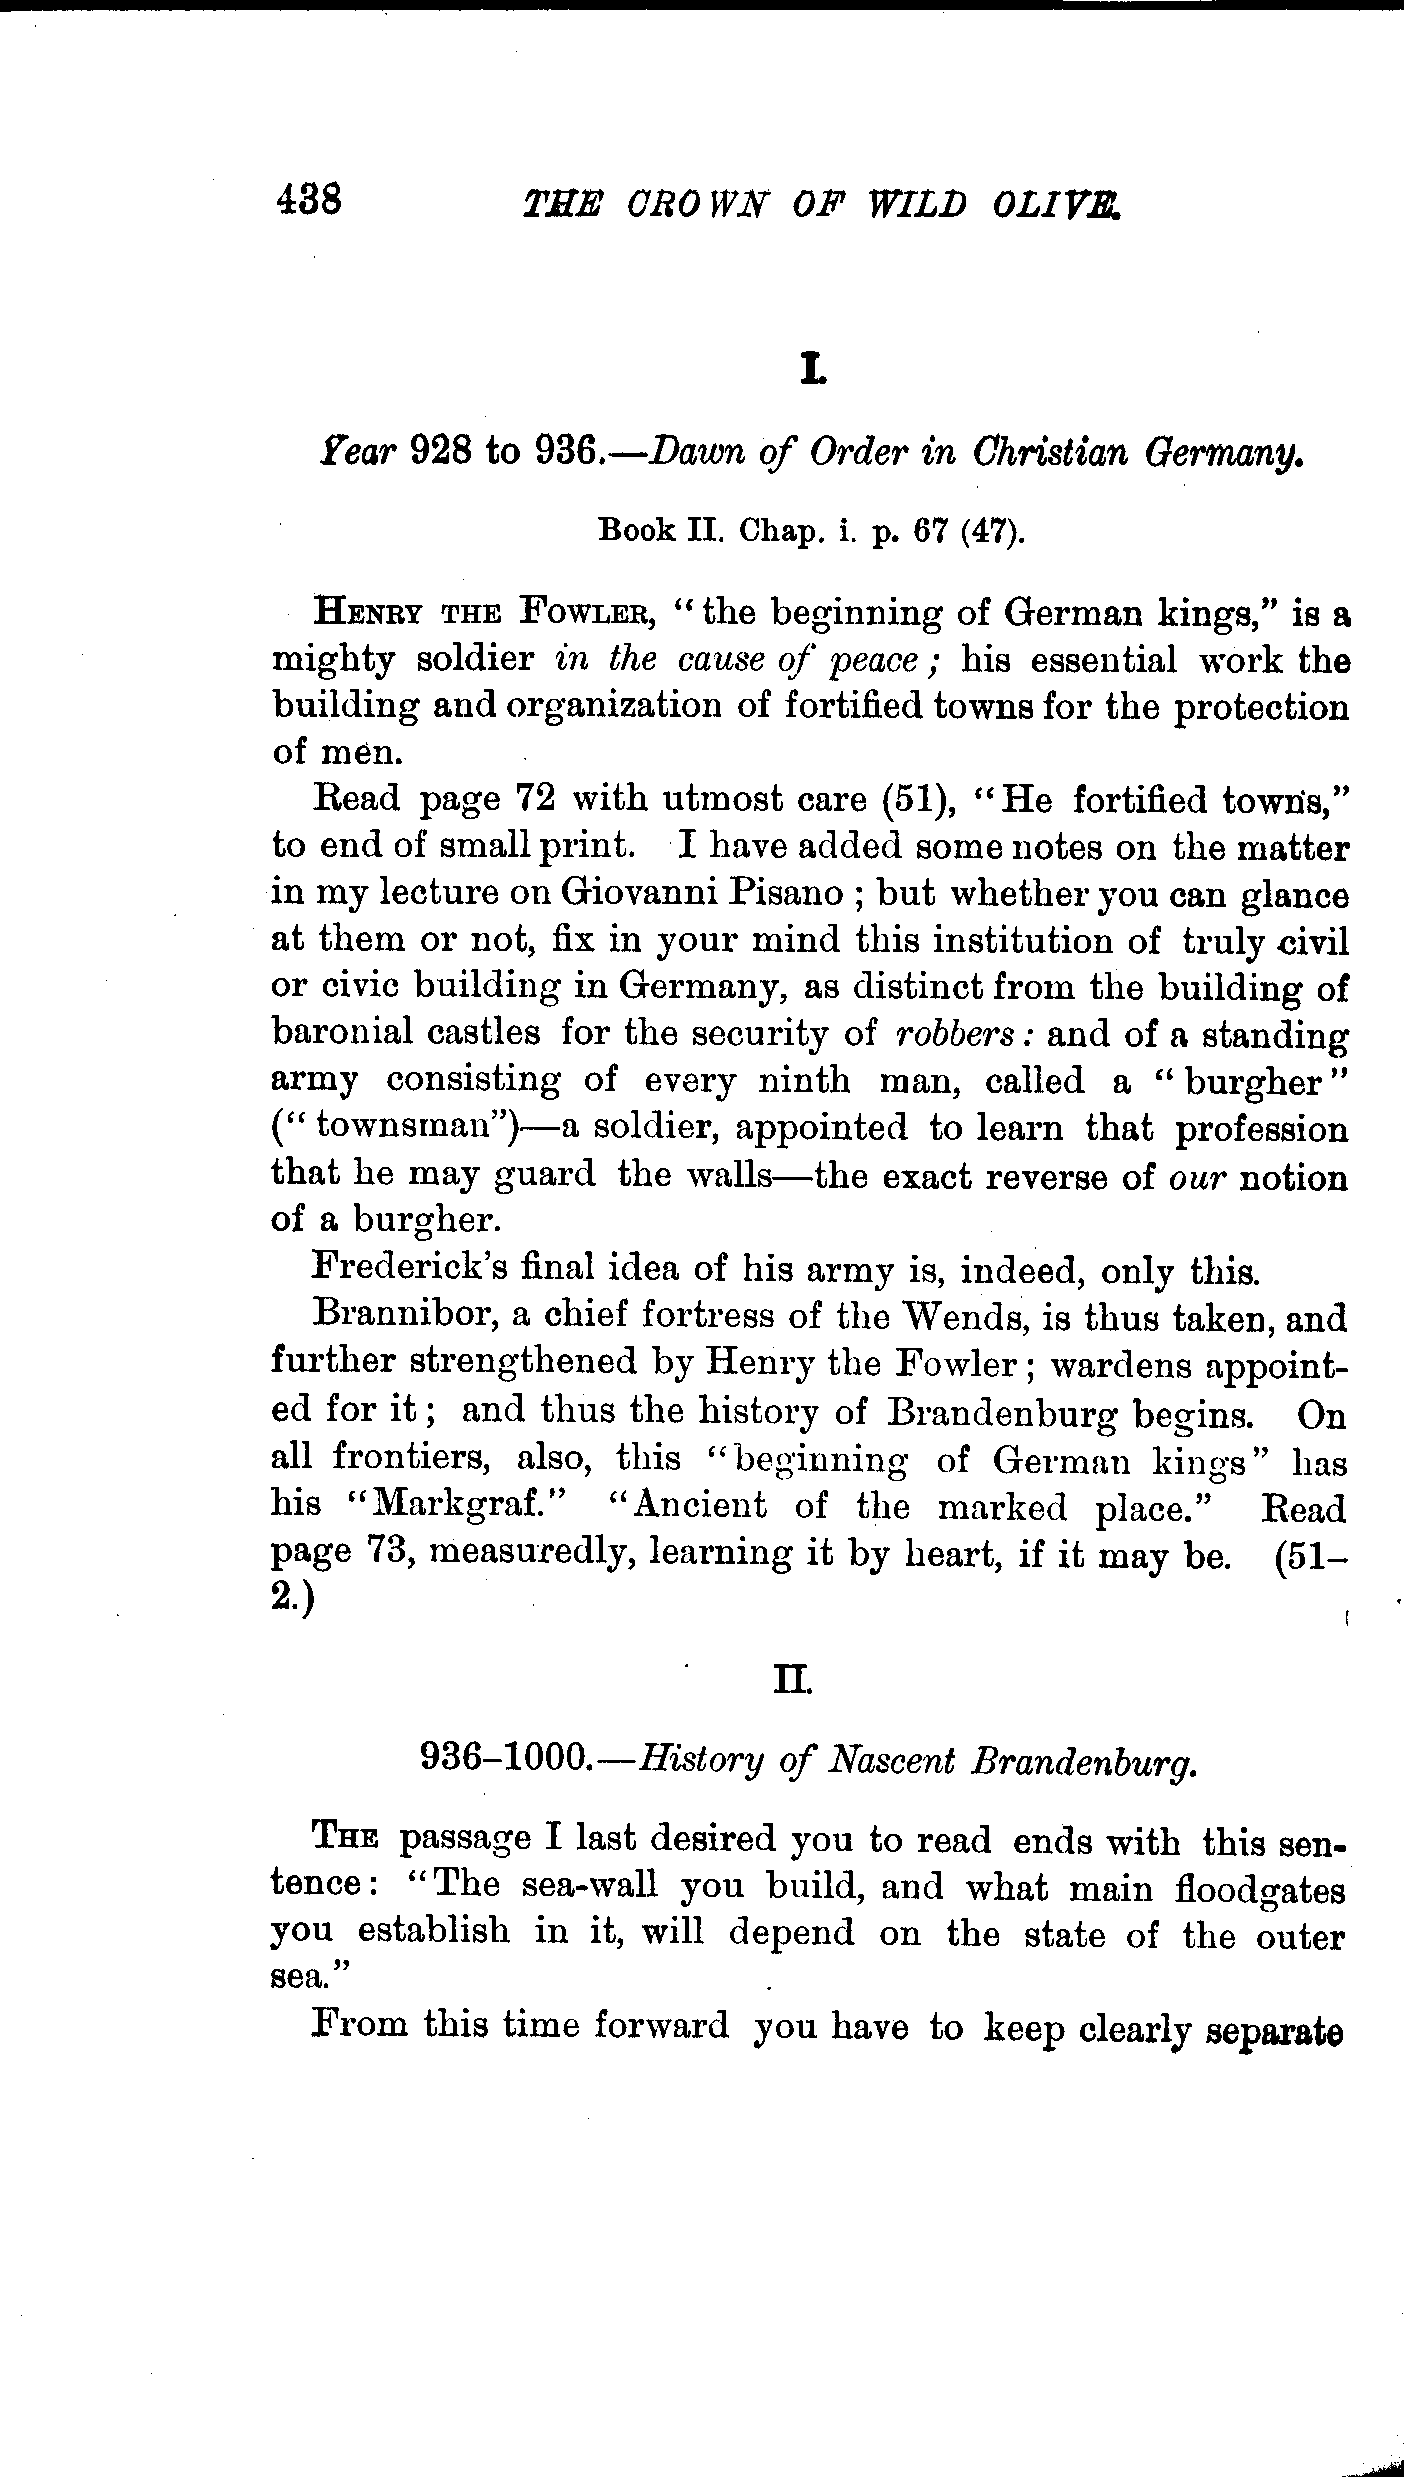 438 THE CROWN OF WILD OLIVE.
I.
Year 928 to 936.—Dawn of Order in Christian Germany.
Book II. Chap. i. p. 67 (47).
HENRY THE FOWLER, "the beginning of German kings," is a
mighty soldier in the cause of peace; his essential work the
building and organization of fortified towns for the protection
of men.
Read page 72 with utmost care (51), "He fortified towns,"
to end of small print. I have added some notes on the matter
in my lecture on Giovanni Pisano; but whether you can glance
at them or not, fix in your mind this institution of truly civil
or civic building in Germany, as distinct from the building of
baronial castles for the security of robbers: and of a standing
army consisting of every ninth man, called a "burgher"
("townsman")—a soldier, appointed to learn that profession
that he may guard the walls—the exact reverse of our notion
of a burgher.
Frederick's final idea of his army is, indeed, only this.
Brannibor, a chief fortress of the Wends, is thus taken, and
further strengthened by Henry the Fowler; wardens appoint-
ed for it; and thus the history of Brandenburg begins. On
all frontiers, also, this "beginning of German kings" has
his "Markgraf." "Ancient of the marked place." Read
page 73, measuredly, learning it by heart, if it may be. (51–
2.)
II.
936–1000.—History of Nascent Brandenburg.
THE passage I last desired you to read ends with this sen-
tence: "The sea-wall you build, and what main floodgates
you establish in it, will depend on the state of the outer
sea."
From this time forward you have to keep clearly separate